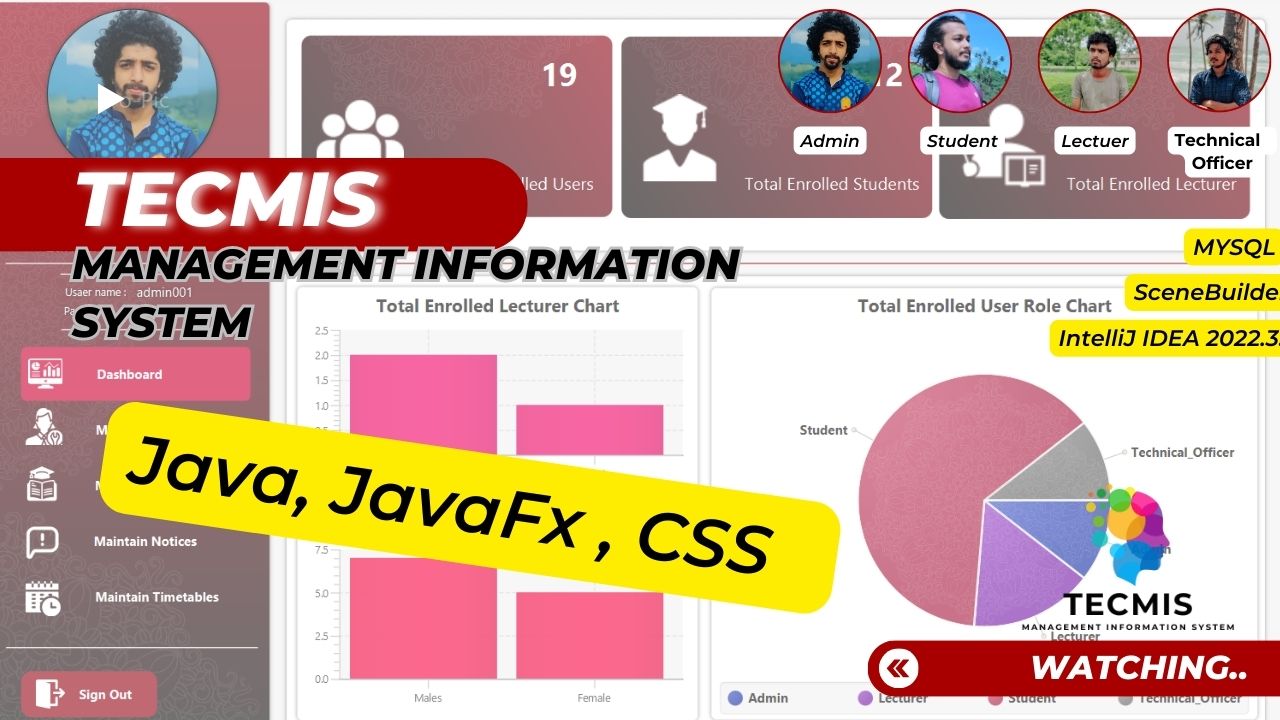 19
12
Pic
Admin
Student
Lectuer
Technical
Officer
lled Users
Total Enrolled Students
Total Enrolled Lecturer
TECMIS
MANAGEMENT INFORMATION
SYSTEM
MYSQL
SceneBuilde
IntelliJ IDEA 2022.3.
Usaer name : admin001
Pa
Total Enrolled Lecturer Chart
Total Enrolled User Role Chart
2.5
2.0
1.5
1.0
Dashboard
M
M
Maintain Notices
Maintain Timetables
Sign Out
Java, JavaFx , CSS
7.5
5.0
2.5
0.0
Males
Female
Student
Technical_Officer
Lecturer
TECMIS
MANAGEMENT INFORMATION SYSTEM
WATCHING..
Admin
Lecturer
Student
Technical_Officer